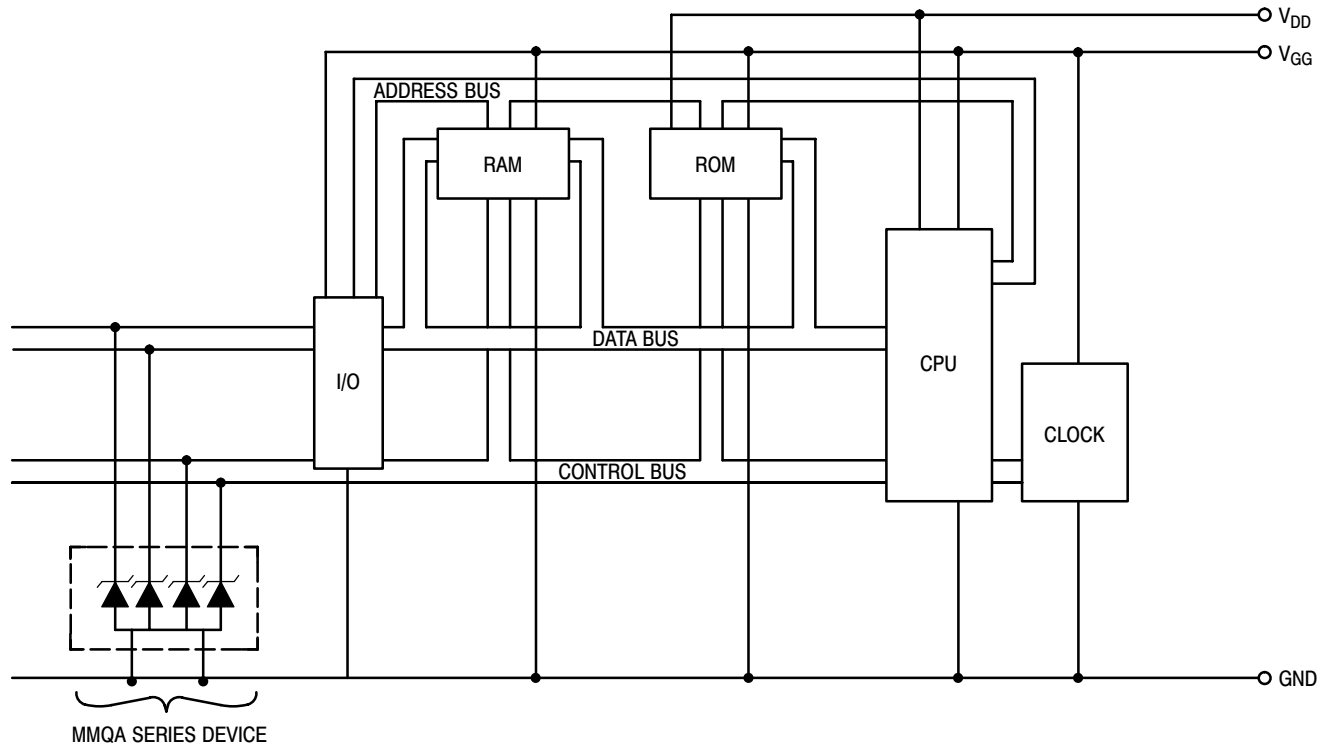 V_DD
V_GG
ADDRESS BUS
RAM
ROM
DATA BUS
I/O
CPU
CLOCK
CONTROL BUS
GND
MMQA SERIES DEVICE